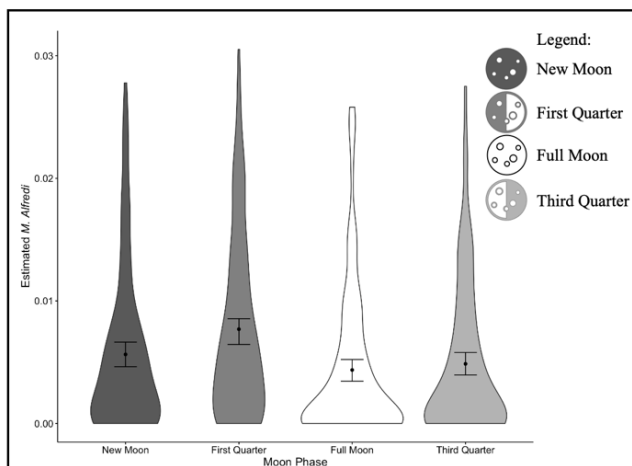 Legend:
New Moon
First Quarter
Full Moon
Third Quarter
0.03
0.02
0.01
0.00
Estimated M. Alfredi
New Moon
First Quarter
Full Moon
Third Quarter
Moon Phase